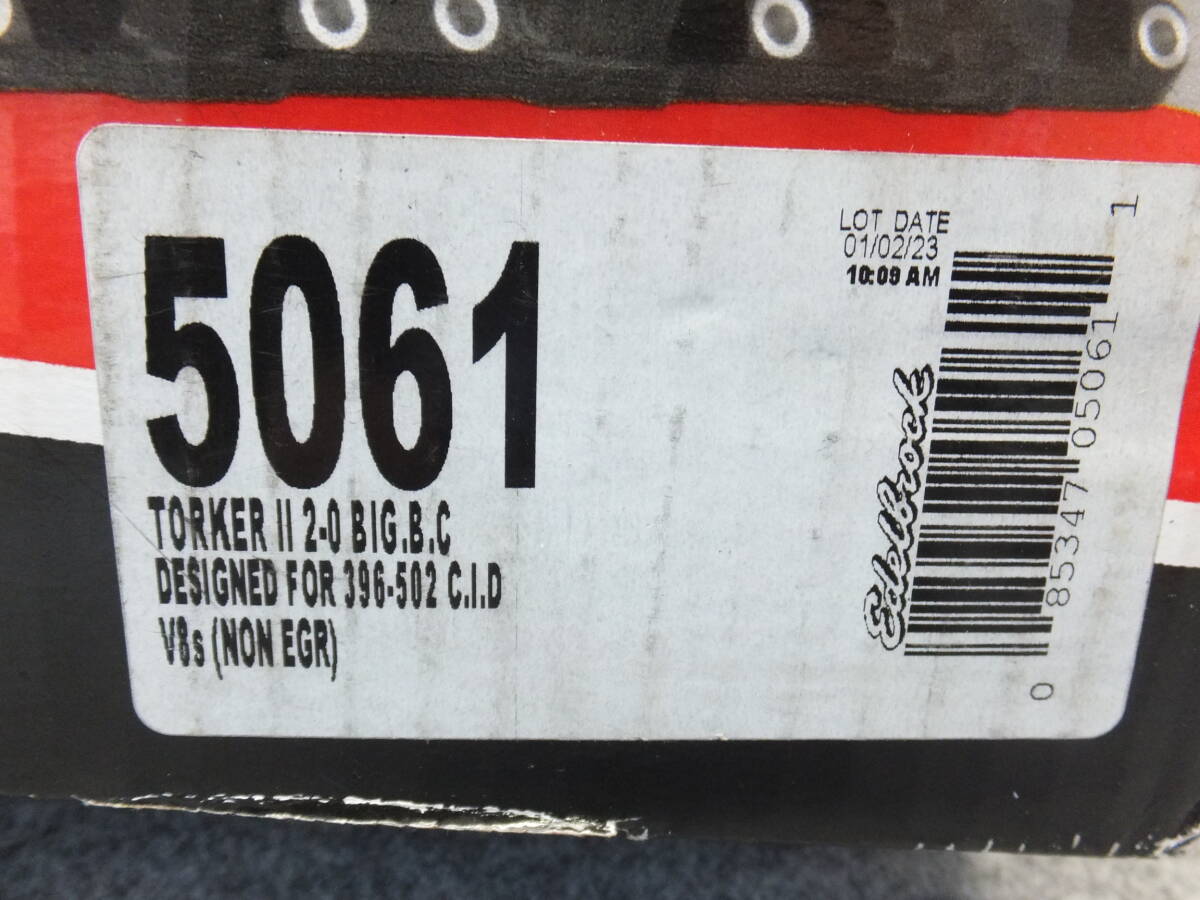 5061
TORKER II 2-0 BIG.B.C
DESIGNED FOR 396-502 C.I.D
V8s (NON EGR)
LOT DATE
01/02/23
10:09 AM
Edelbrock
0 85347 05061 1